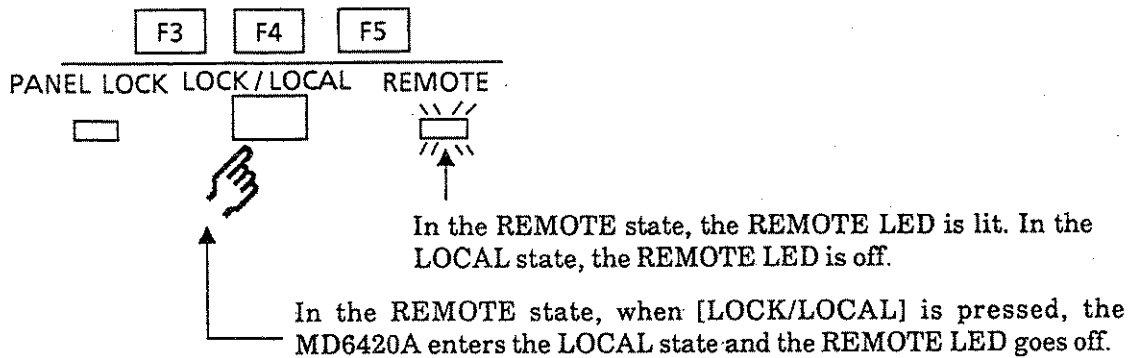 F3 F4 F5
PANEL LOCK LOCK/LOCAL REMOTE
In the REMOTE state, the REMOTE LED is lit. In the
LOCAL state, the REMOTE LED is off.
In the REMOTE state, when [LOCK/LOCAL] is pressed, the
MD6420A enters the LOCAL state and the REMOTE LED goes off.